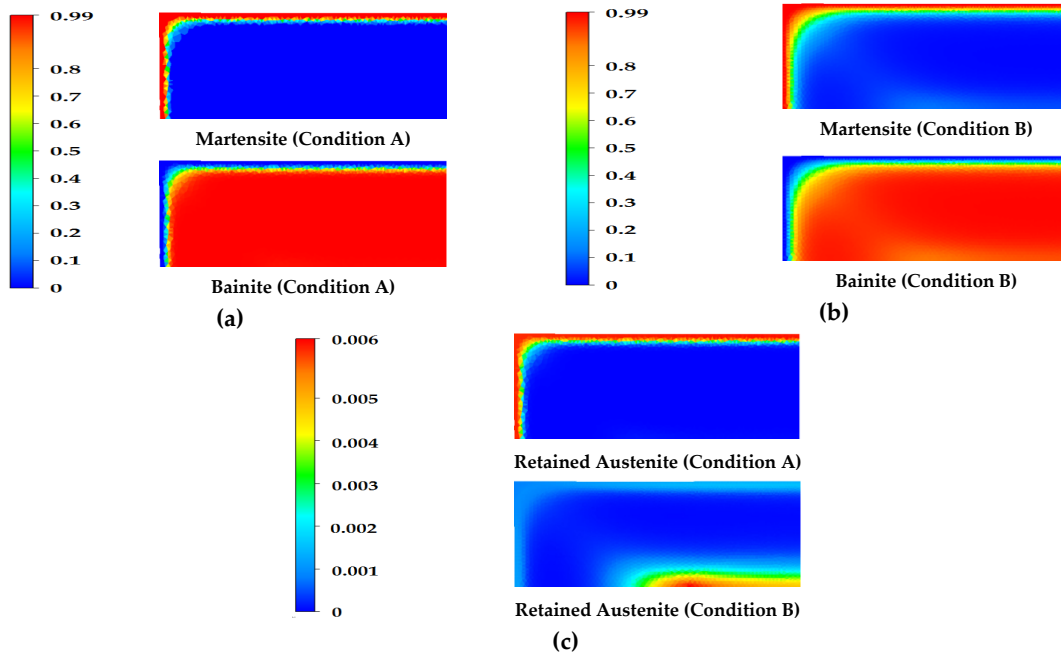 0.99
0.9
0.8
0.7
0.6
0.5
0.4
0.3
0.2
0.1
0
Martensite (Condition A)
Bainite (Condition A)
(a)
(b)
0.99
0.8
0.7
0.6
0.5
0.4
0.3
0.2
0.1
0
Martensite (Condition B)
Bainite (Condition B)
(b)
0.006
0.005
0.004
0.003
0.002
0.001
0
Retained Austenite (Condition A)
Retained Austenite (Condition B)
(c)